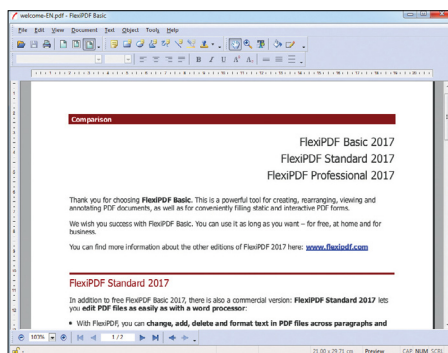 welcome-EN.pdf - FlexiPDF Basic
File Edit View Document Text Object Tools Help
B I U A A
Comparison
FlexiPDF Basic 2017
FlexiPDF Standard 2017
FlexiPDF Professional 2017
Thank you for choosing FlexiPDF Basic. This is a powerful tool for creating, rearranging, viewing and
annotating PDF documents, as well as for conveniently filling static and interactive PDF forms.
We wish you success with FlexiPDF Basic. You can use it as long as you want – for free, at home and for
business.
You can find more information about the other editions of FlexiPDF 2017 here: www.flexipdf.com
FlexiPDF Standard 2017
In addition to free FlexiPDF Basic 2017, there is also a commercial version: FlexiPDF Standard 2017 lets
you edit PDF files as easily as with a word processor:
• With FlexiPDF, you can change, add, delete and format text in PDF files across paragraphs and
103% 1 / 2
21.00 x 29.71 cm Preview CAP NUM SCRL